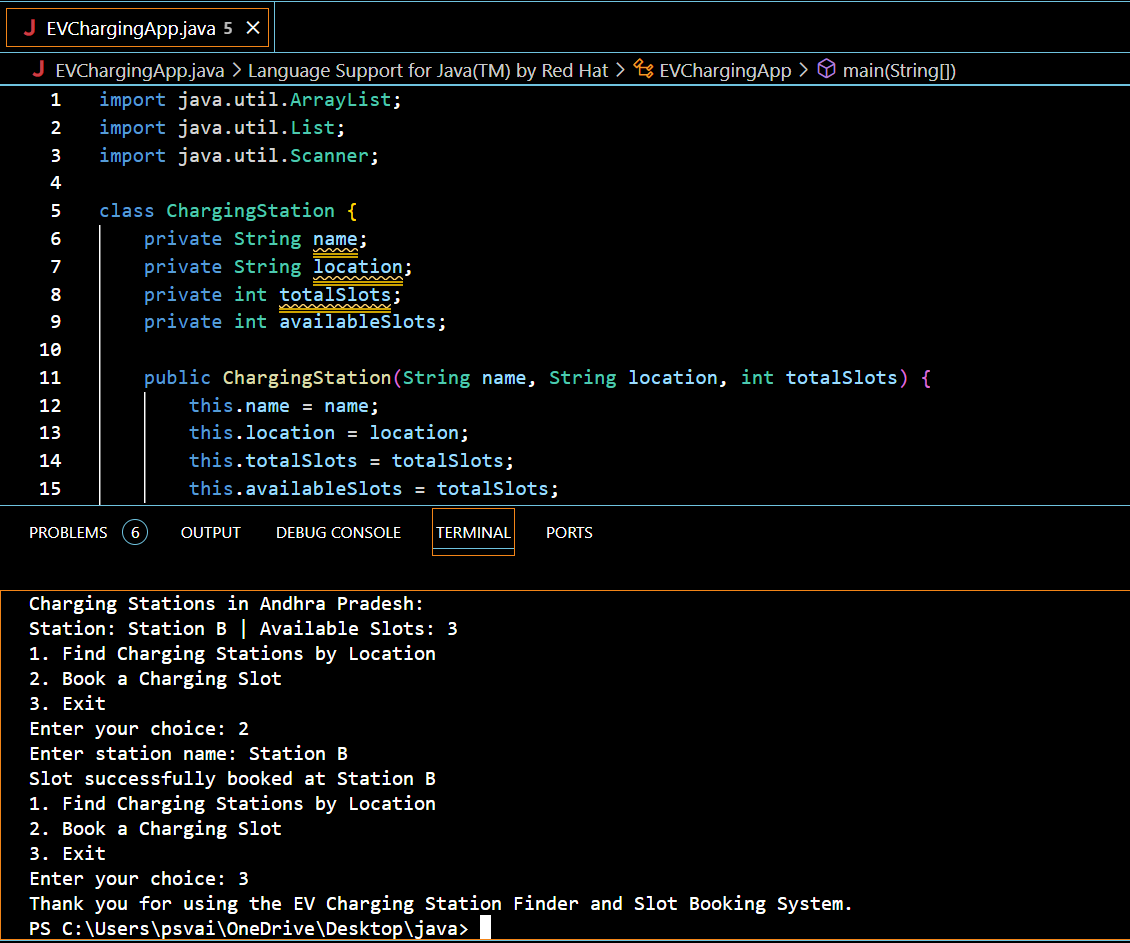 J EVChargingApp.java 5 ×
J EVChargingApp.java > Language Support for Java(TM) by Red Hat > EVChargingApp > main(String[])
1 import java.util.ArrayList;
2 import java.util.List;
3 import java.util.Scanner;
4
5 class ChargingStation {
6     private String name;
7     private String location;
8     private int totalSlots;
9     private int availableSlots;
10
11     public ChargingStation(String name, String location, int totalSlots) {
12         this.name = name;
13         this.location = location;
14         this.totalSlots = totalSlots;
15         this.availableSlots = totalSlots;
PROBLEMS 6 OUTPUT DEBUG CONSOLE TERMINAL PORTS
Charging Stations in Andhra Pradesh:
Station: Station B | Available Slots: 3
1. Find Charging Stations by Location
2. Book a Charging Slot
3. Exit
Enter your choice: 2
Enter station name: Station B
Slot successfully booked at Station B
1. Find Charging Stations by Location
2. Book a Charging Slot
3. Exit
Enter your choice: 3
Thank you for using the EV Charging Station Finder and Slot Booking System.
PS C:\Users\psvai\OneDrive\Desktop\java>